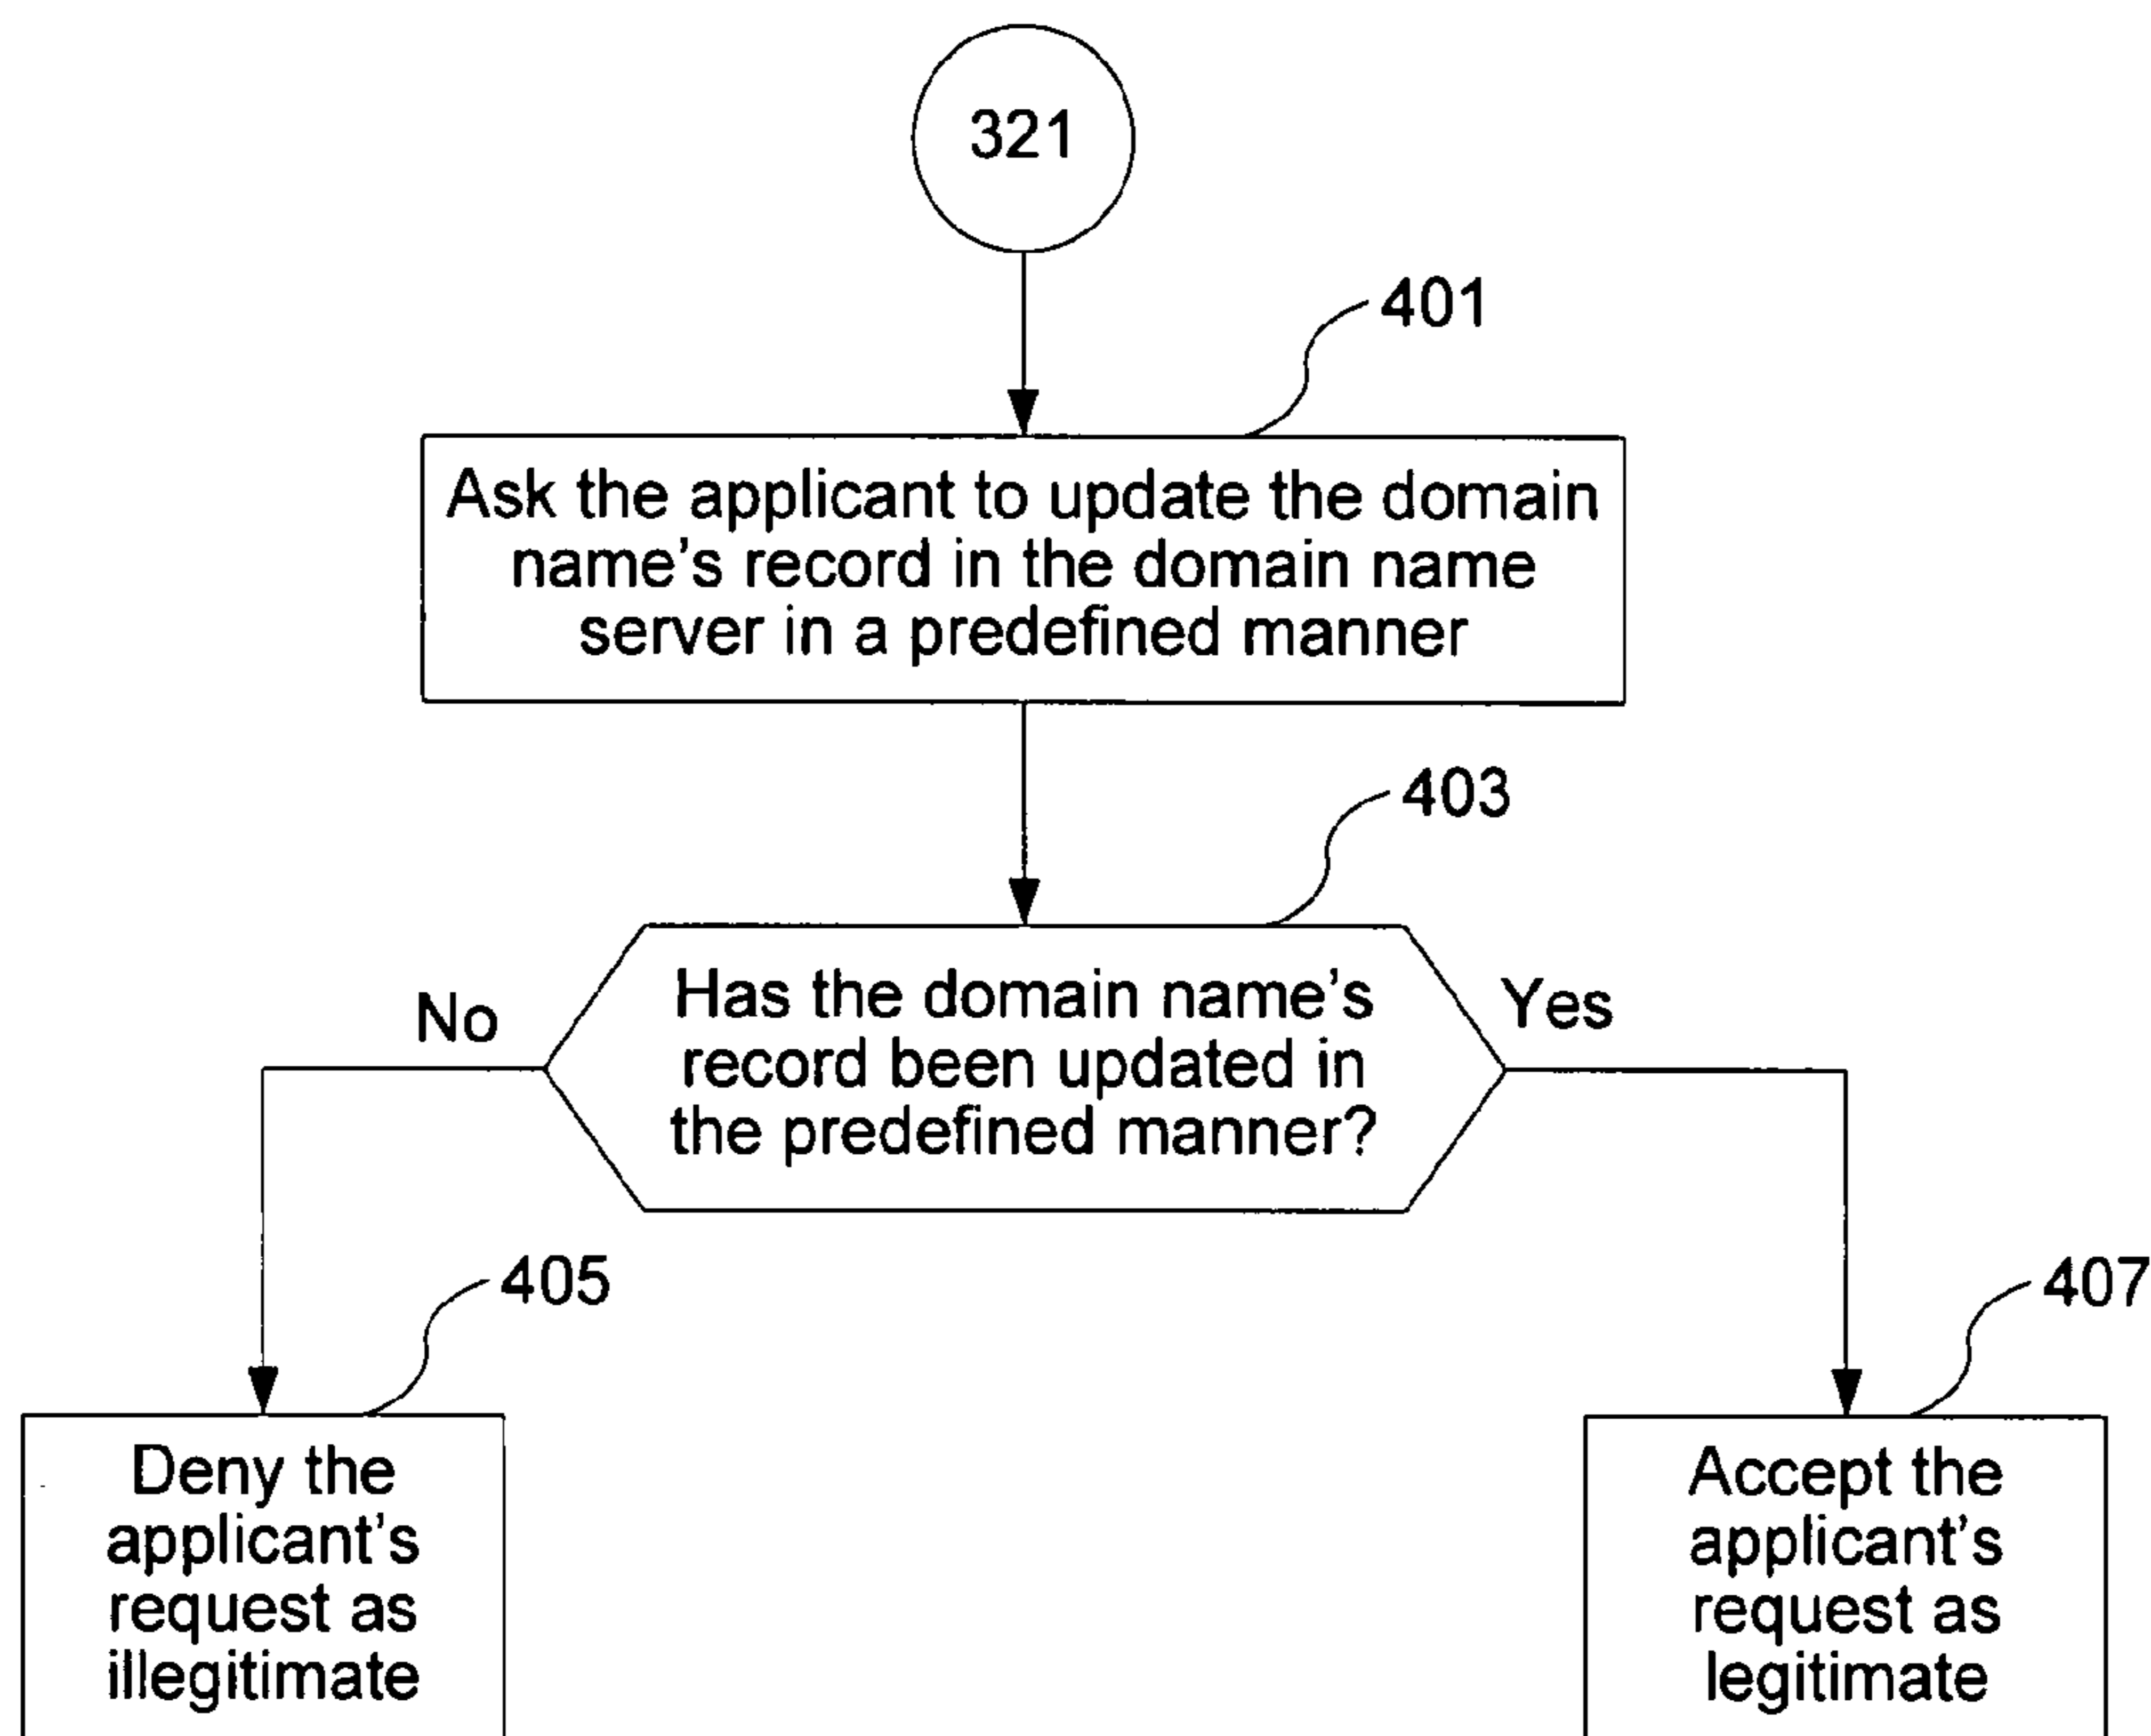 321
401
Ask the applicant to update the domain
name's record in the domain name
server in a predefined manner
403
Has the domain name's
record been updated in
the predefined manner?
No
Yes
405
407
Deny the
applicant's
request as
illegitimate
Accept the
applicant's
request as
legitimate